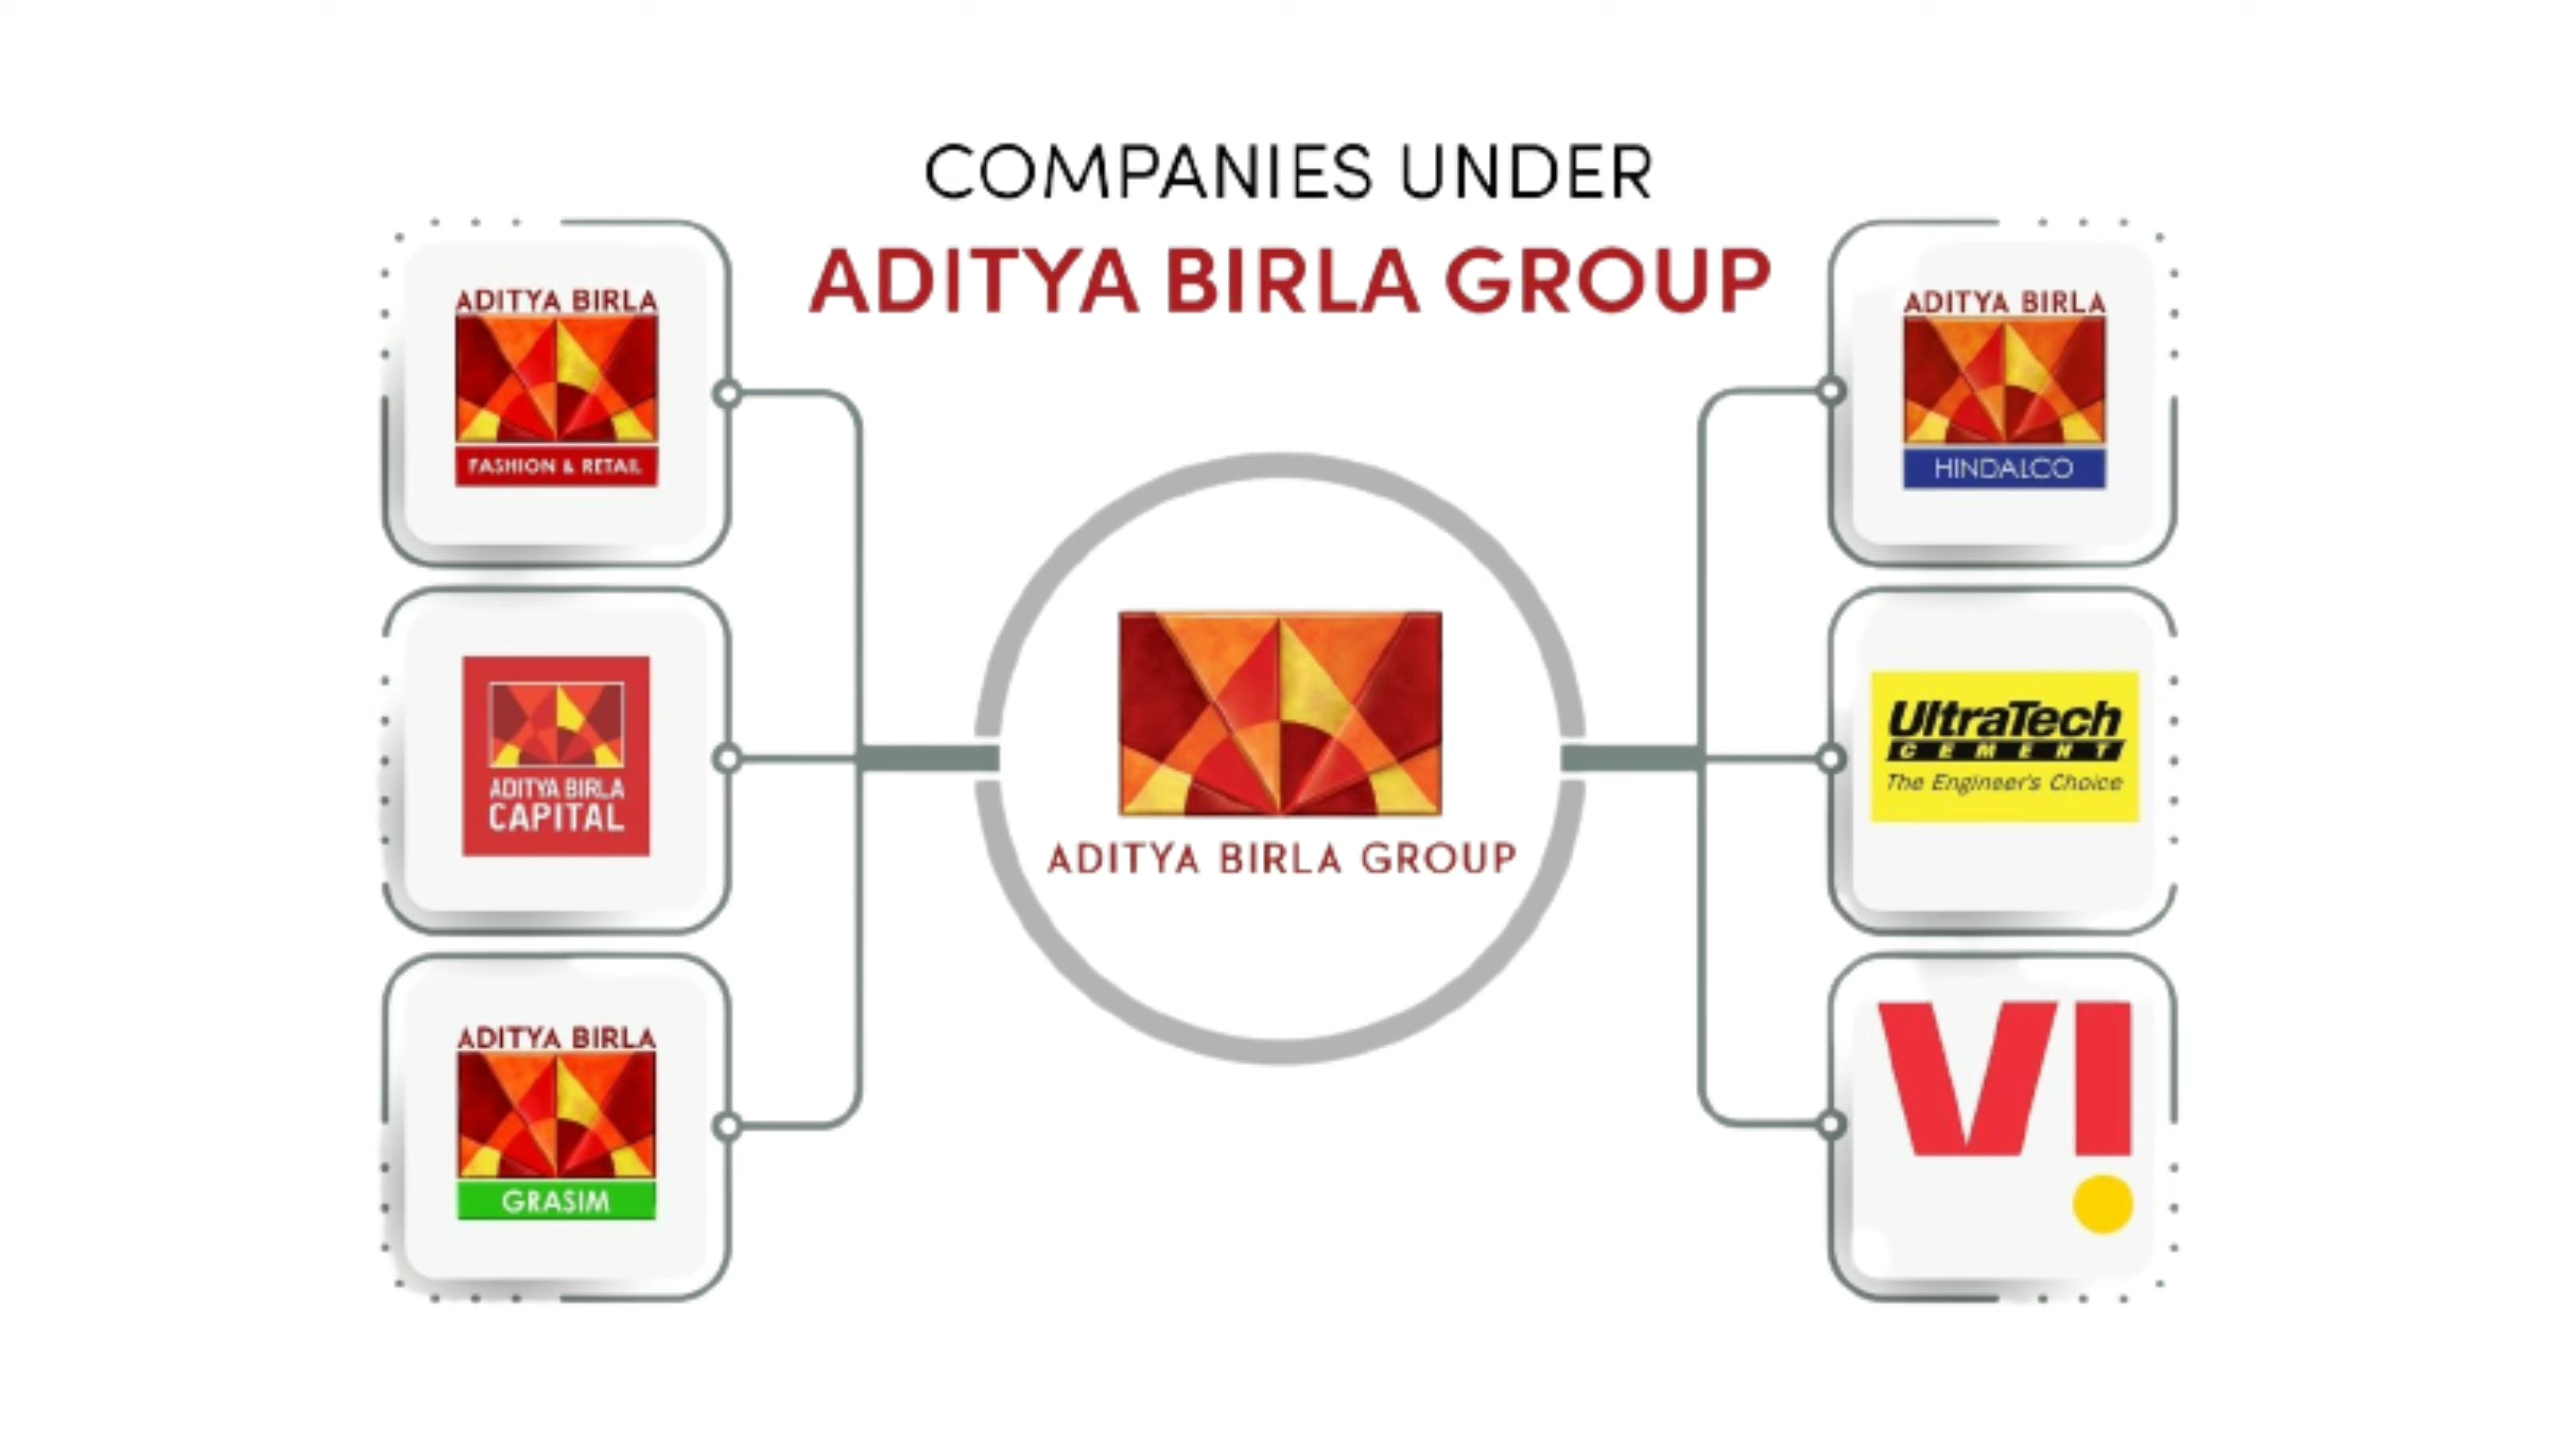 COMPANIES UNDER
ADITYA BIRLA GROUP
ADITYA BIRLA
FASHION & RETAIL
ADITYA BIRLA
CAPITAL
ADITYA BIRLA
GRASIM
ADITYA BIRLA GROUP
ADITYA BIRLA
HINDALCO
UltraTech
CEMENT
The Engineer's Choice
VI